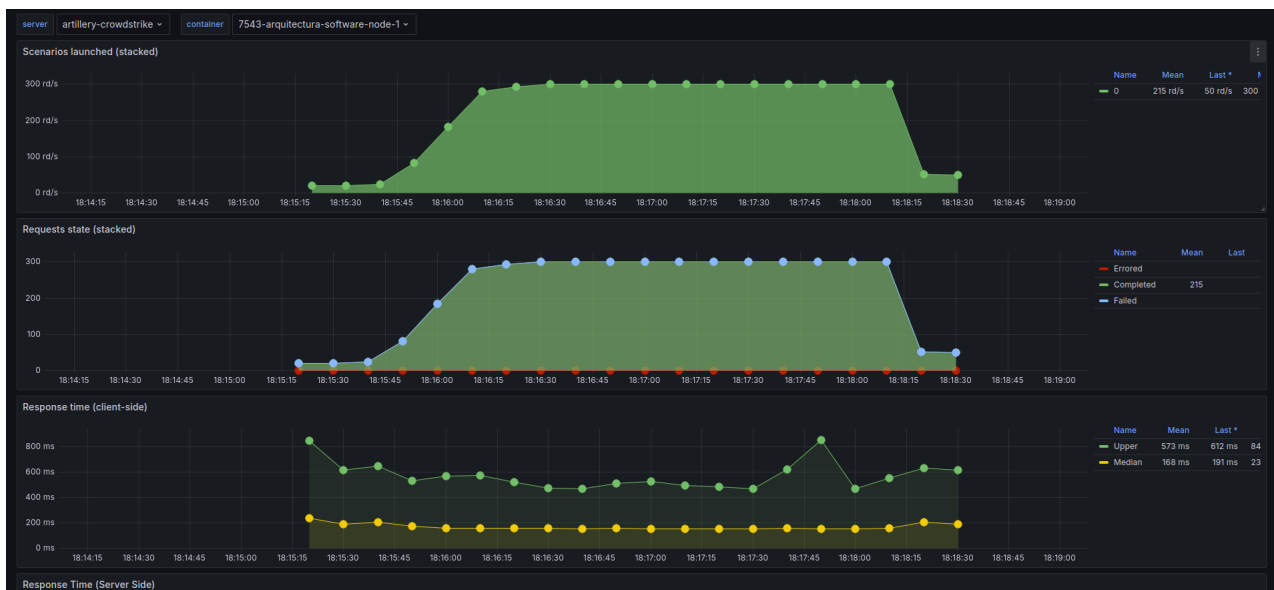 server artillery-crowdstrike container 7543-arquitectura-software-node-1
Scenarios launched (stacked)
Name Mean Last *
0 215 rd/s 50 rd/s 300
300 rd/s
200 rd/s
100 rd/s
0 rd/s
18:14:15 18:14:30 18:14:45 18:15:00 18:15:15 18:15:30 18:15:45 18:16:00 18:16:15 18:16:30 18:16:45 18:17:00 18:17:15 18:17:30 18:17:45 18:18:00 18:18:15 18:18:30 18:18:45 18:19:00
Requests state (stacked)
Name Mean Last
Errored
Completed 215
Failed
300
200
100
0
18:14:15 18:14:30 18:14:45 18:15:00 18:15:15 18:15:30 18:15:45 18:16:00 18:16:15 18:16:30 18:16:45 18:17:00 18:17:15 18:17:30 18:17:45 18:18:00 18:18:15 18:18:30 18:18:45 18:19:00
Response time (client-side)
Name Mean Last *
Upper 573 ms 612 ms 84
Median 168 ms 191 ms 23
800 ms
600 ms
400 ms
200 ms
0 ms
18:14:15 18:14:30 18:14:45 18:15:00 18:15:15 18:15:30 18:15:45 18:16:00 18:16:15 18:16:30 18:16:45 18:17:00 18:17:15 18:17:30 18:17:45 18:18:00 18:18:15 18:18:30 18:18:45 18:19:00
Response Time (Server Side)